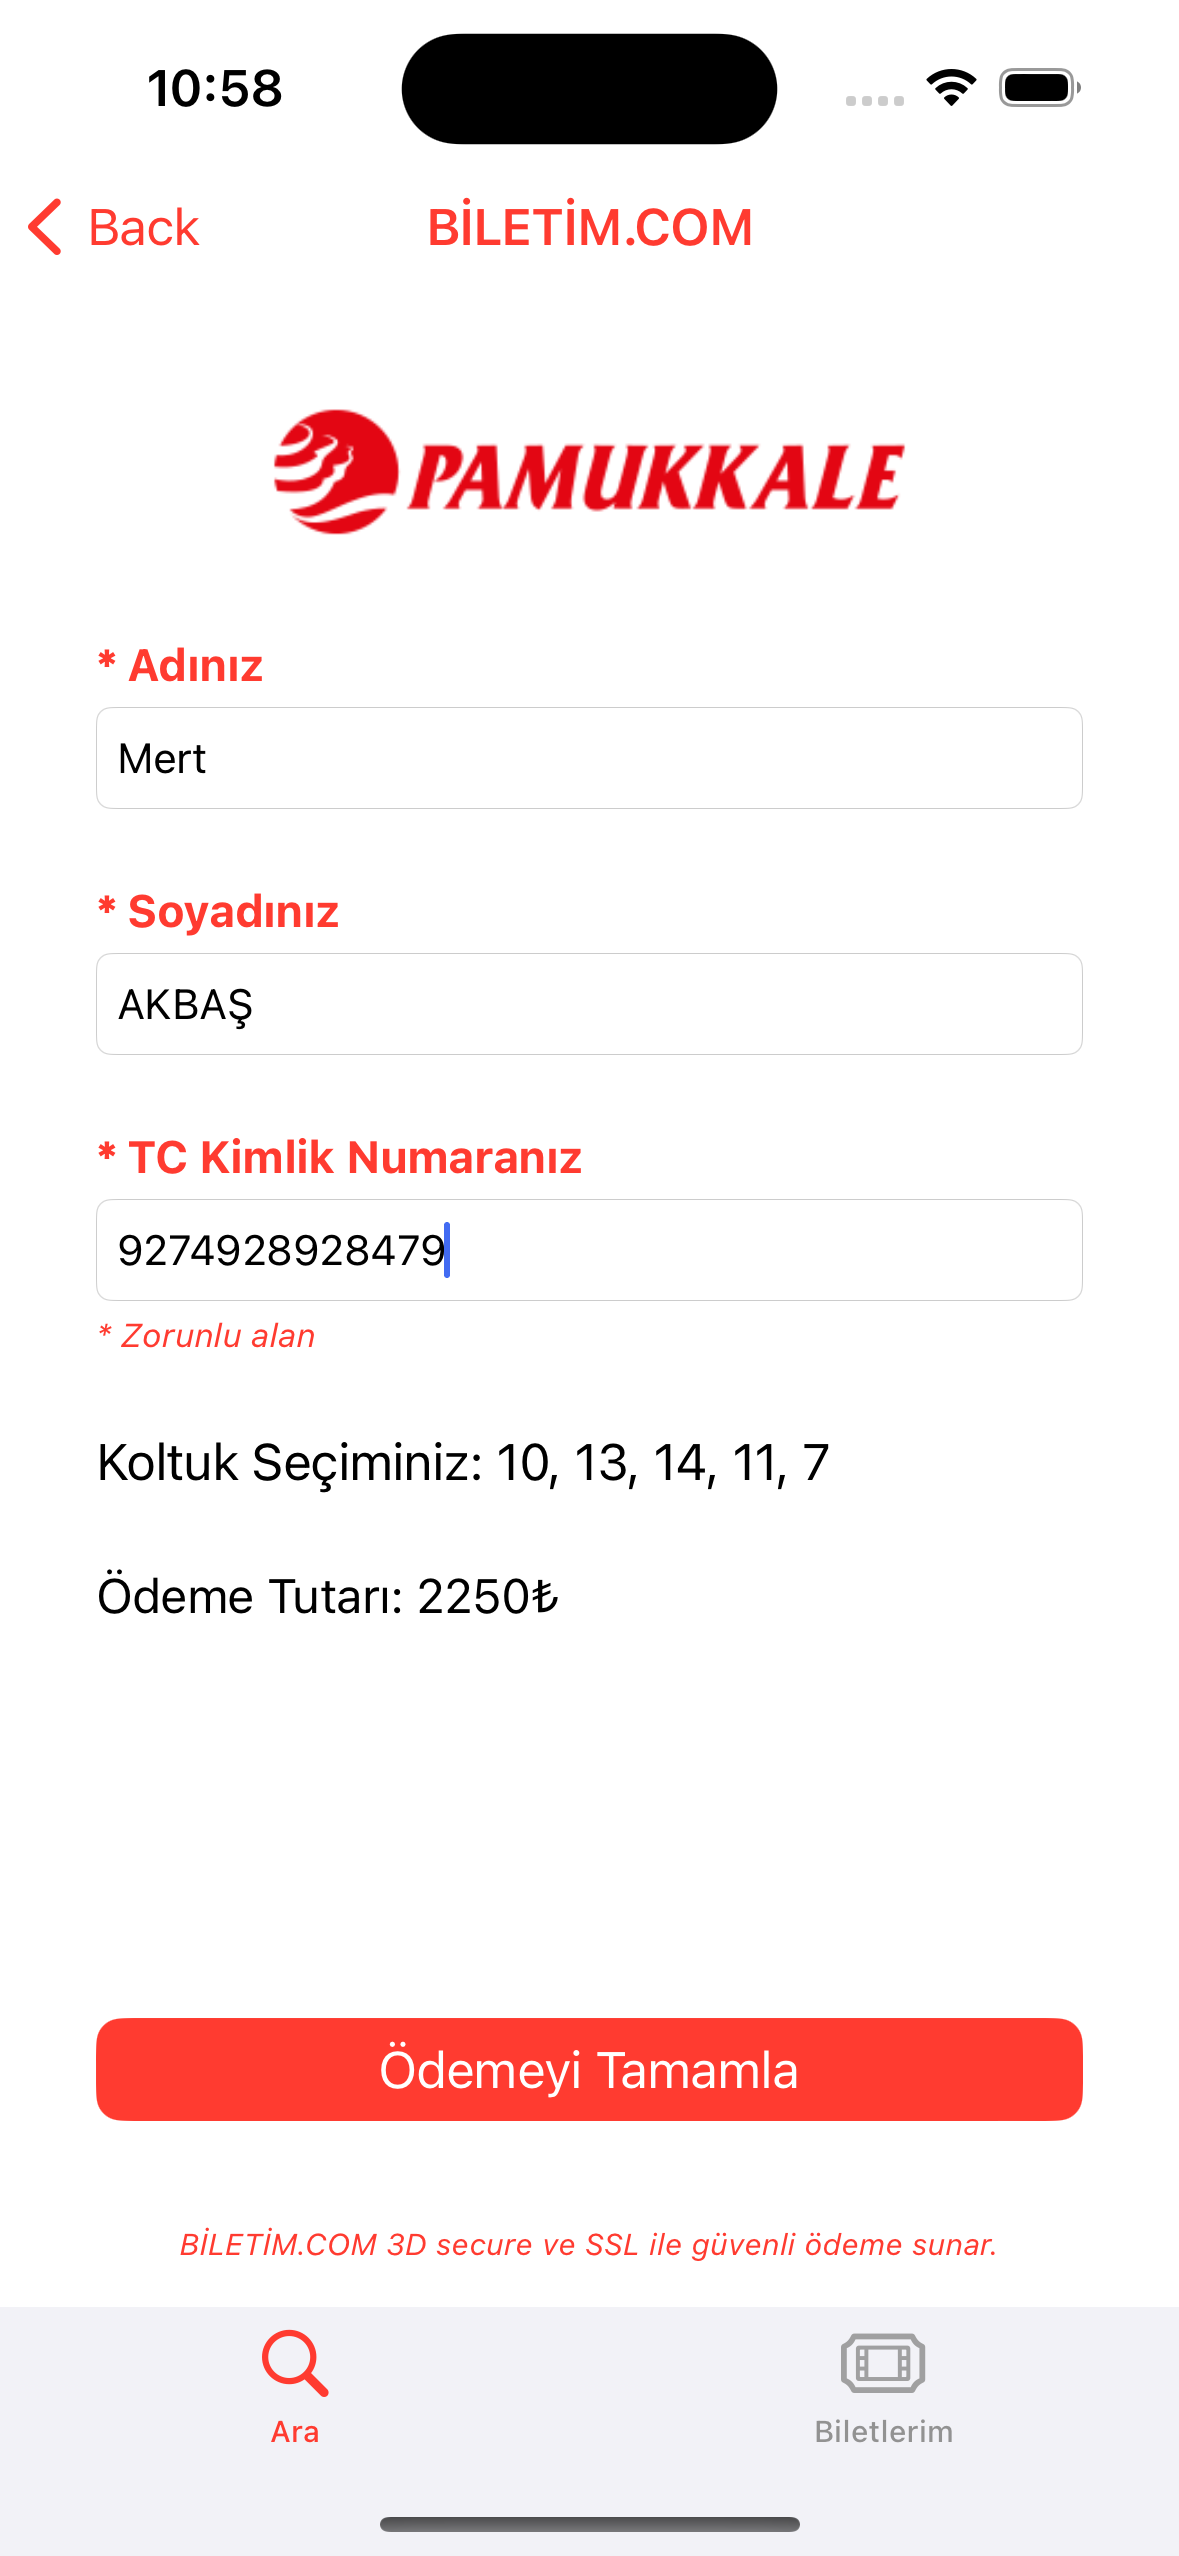 10:58
Back
BİLETİM.COM
PAMUKKALE
* Adınız
Mert
* Soyadınız
AKBAŞ
* TC Kimlik Numaranız
9274928928479
* Zorunlu alan
Koltuk Seçiminiz: 10, 13, 14, 11, 7
Ödeme Tutarı: 2250₺
Ödemeyi Tamamla
BİLETİM.COM 3D secure ve SSL ile güvenli ödeme sunar.
Ara
Biletlerim